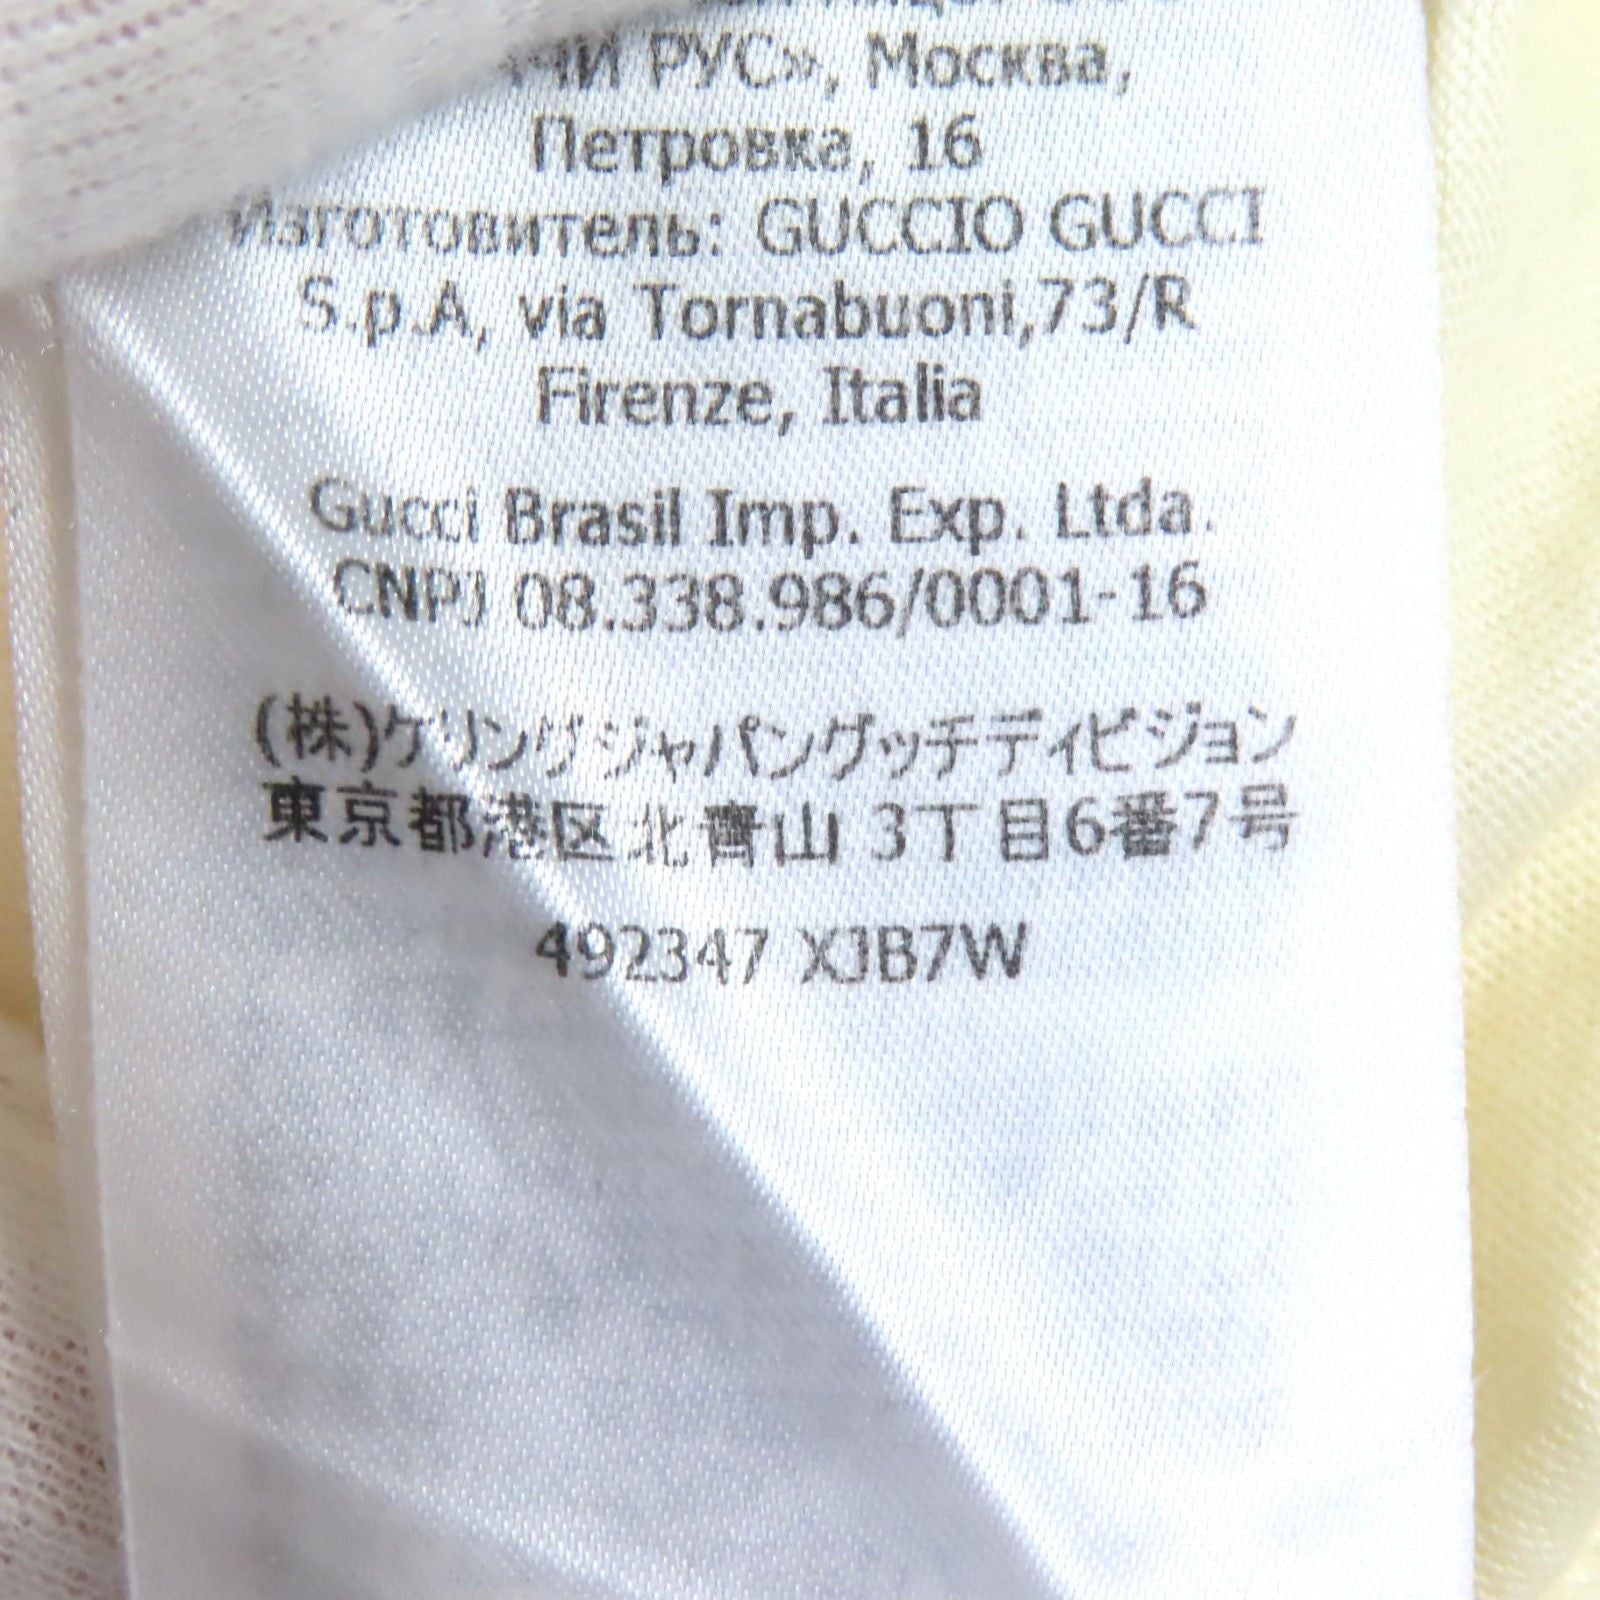 РУС», Москва,
Петровка, 16
Изготовитель: GUCCIO GUCCI
S.p.A, via Tornabuoni,73/R
Firenze, Italia
Gucci Brasil Imp. Exp. Ltda.
CNPJ 08.338.986/0001-16
(株)ケリングジャパングッチディビジョン
東京都港区北青山 3丁目6番7号
492347 XJB7W